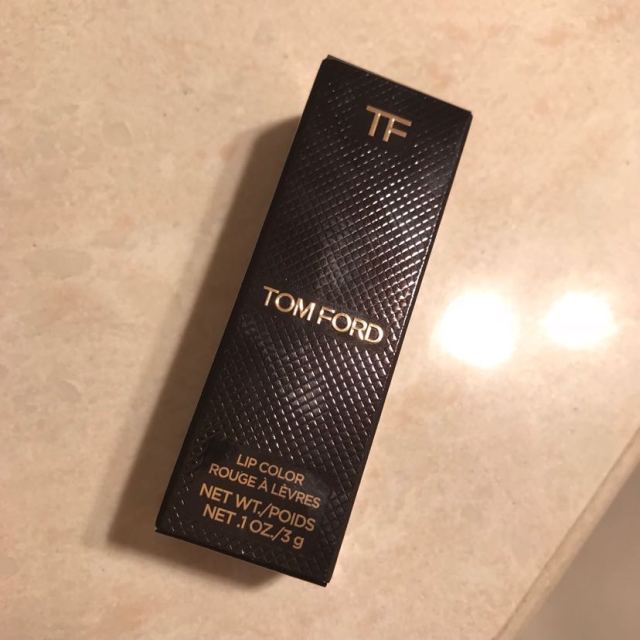 TF
TOM FORD
LIP COLOR
ROUGE À LÈVRES
NET WT./POIDS
NET .1 OZ./3 g